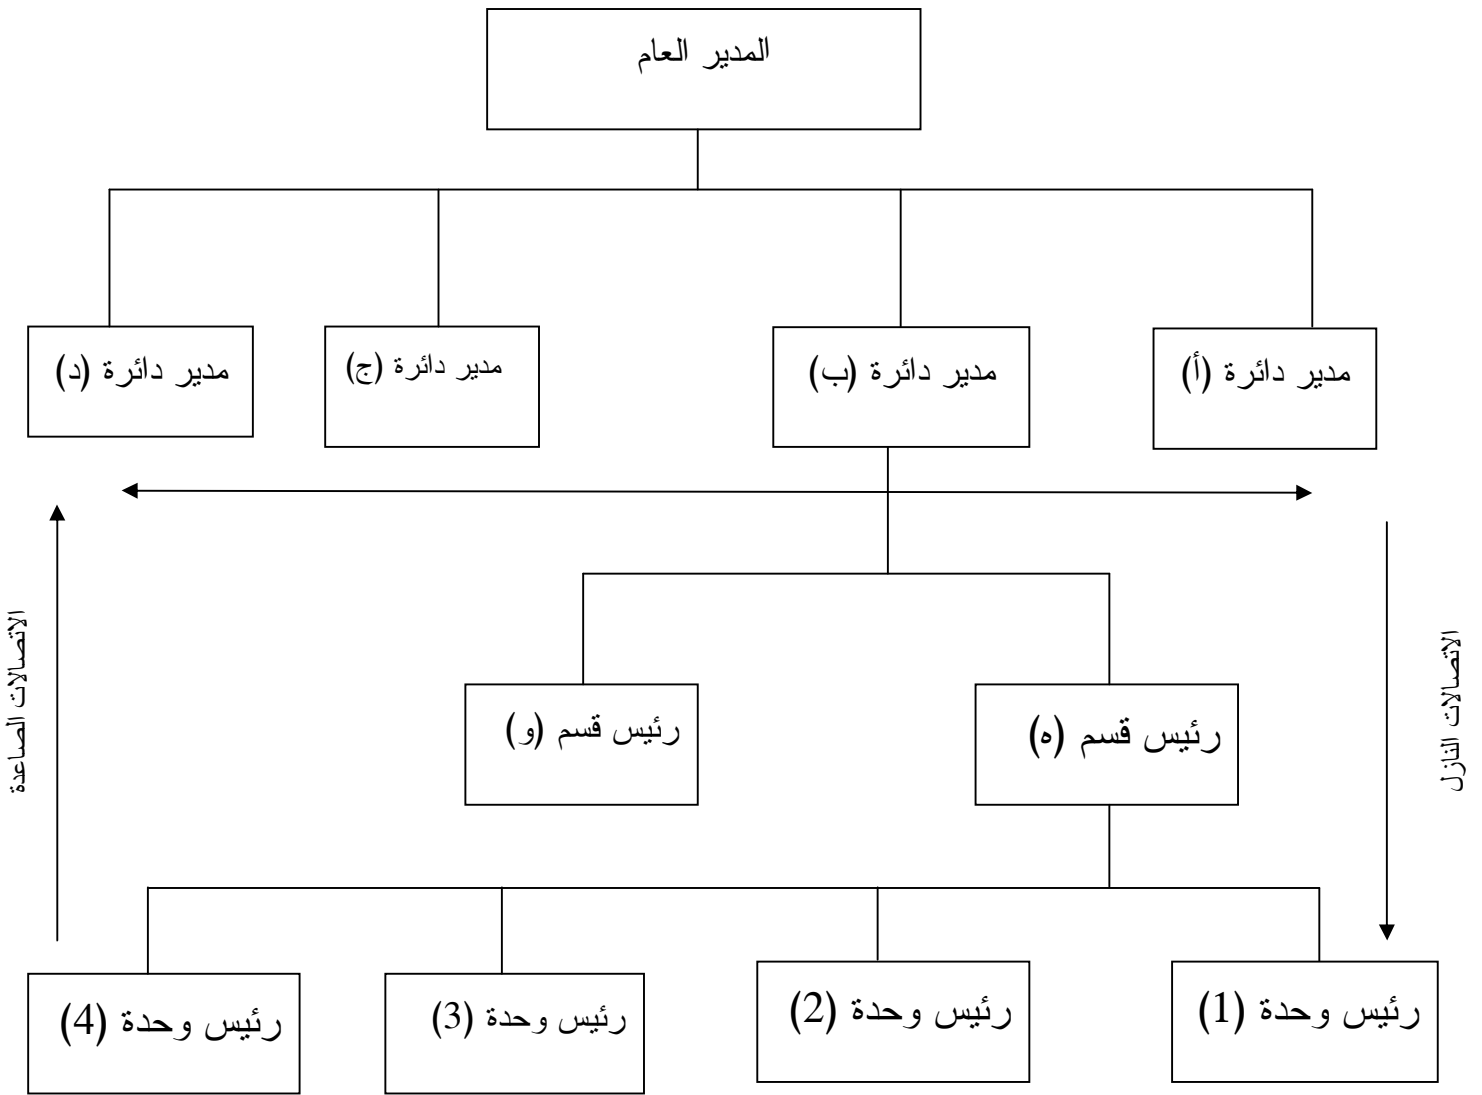 المدير العام
مدير دائرة (أ)
مدير دائرة (ب)
مدير دائرة (ج)
مدير دائرة (د)
الاتصالات النازل
الاتصالات الصاعدة
رئيس قسم (ه)
رئيس قسم (و)
رئيس وحدة (1)
رئيس وحدة (2)
رئيس وحدة (3)
رئيس وحدة (4)